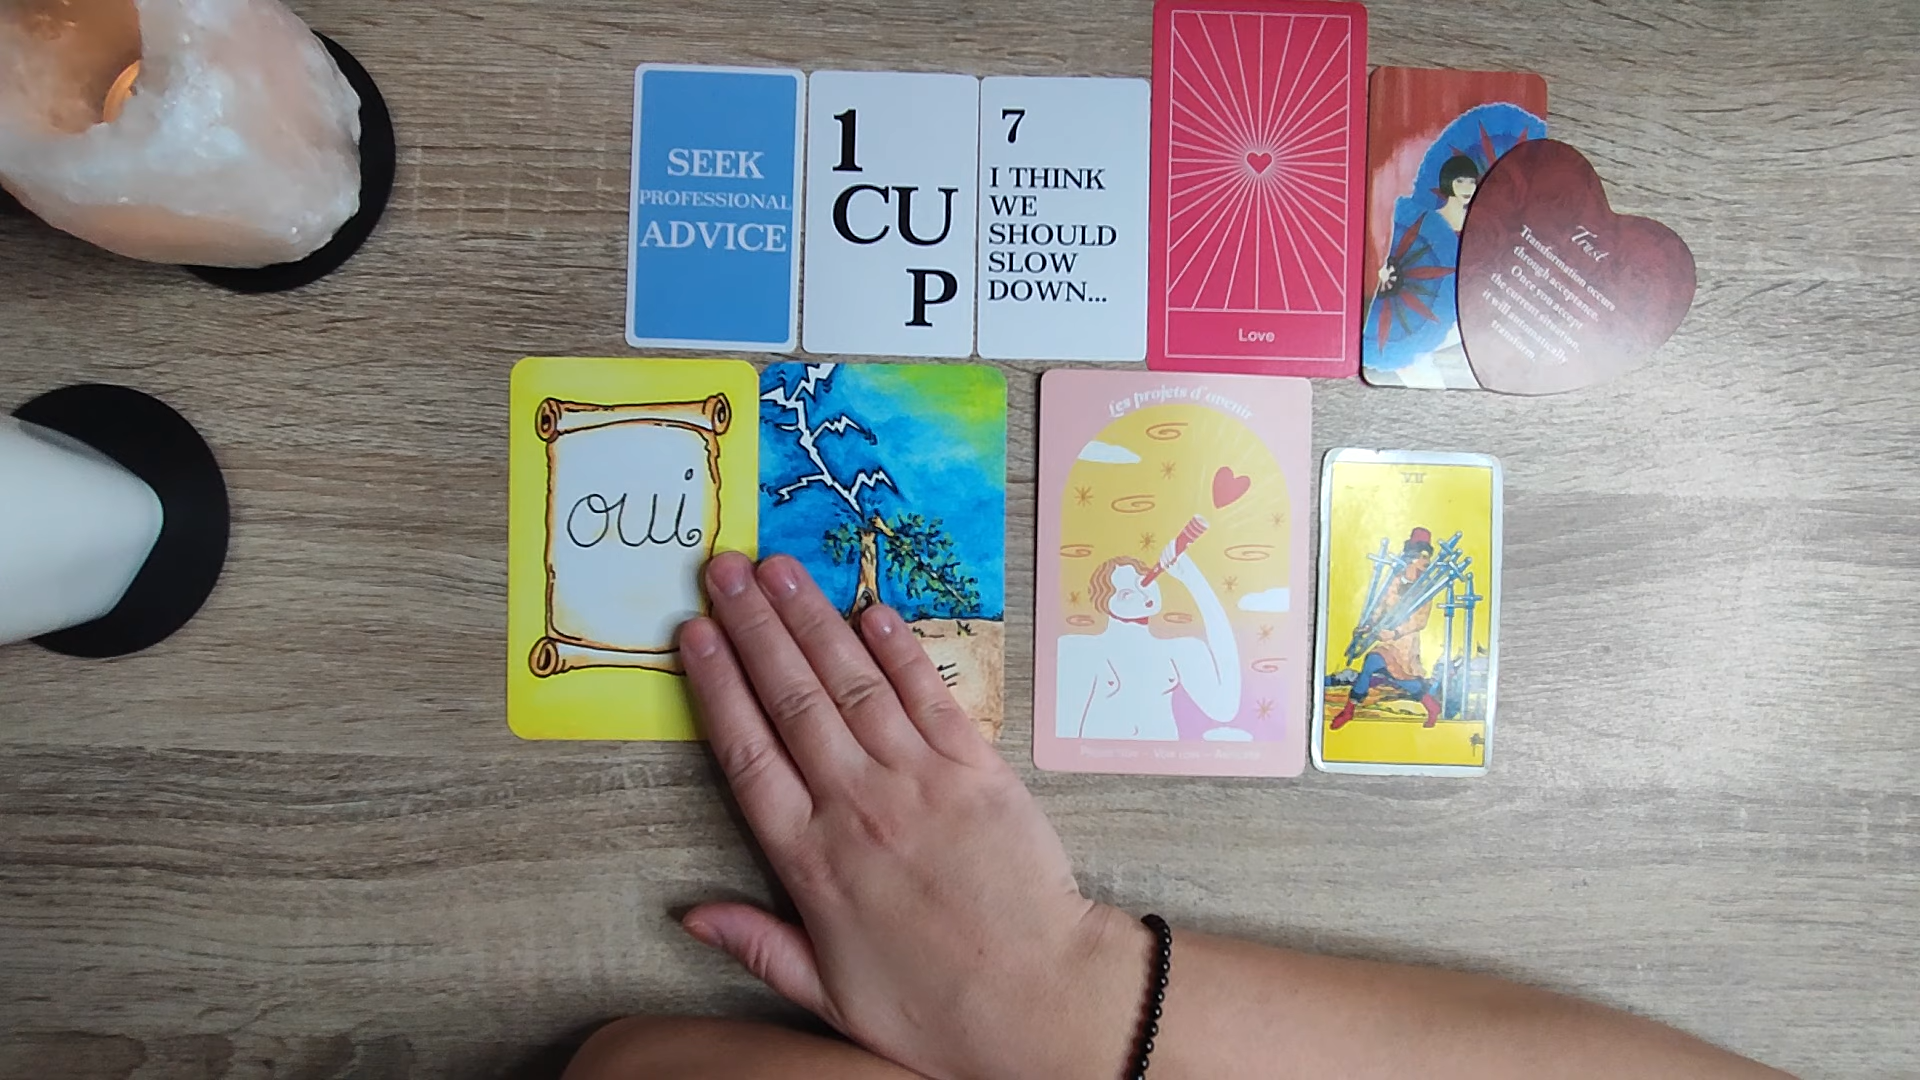 SEEK
PROFESSIONAL
ADVICE
1
CU
P
7
I THINK
WE
SHOULD
SLOW
DOWN...
Love
Trust
Transformation occurs
through acceptance.
Once you accept
the current situation,
it will automatically
transform.
oui
Les projets d'avenir
VII